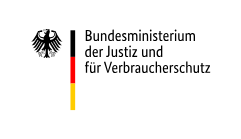 Bundesministerium
der Justiz und
für Verbraucherschutz